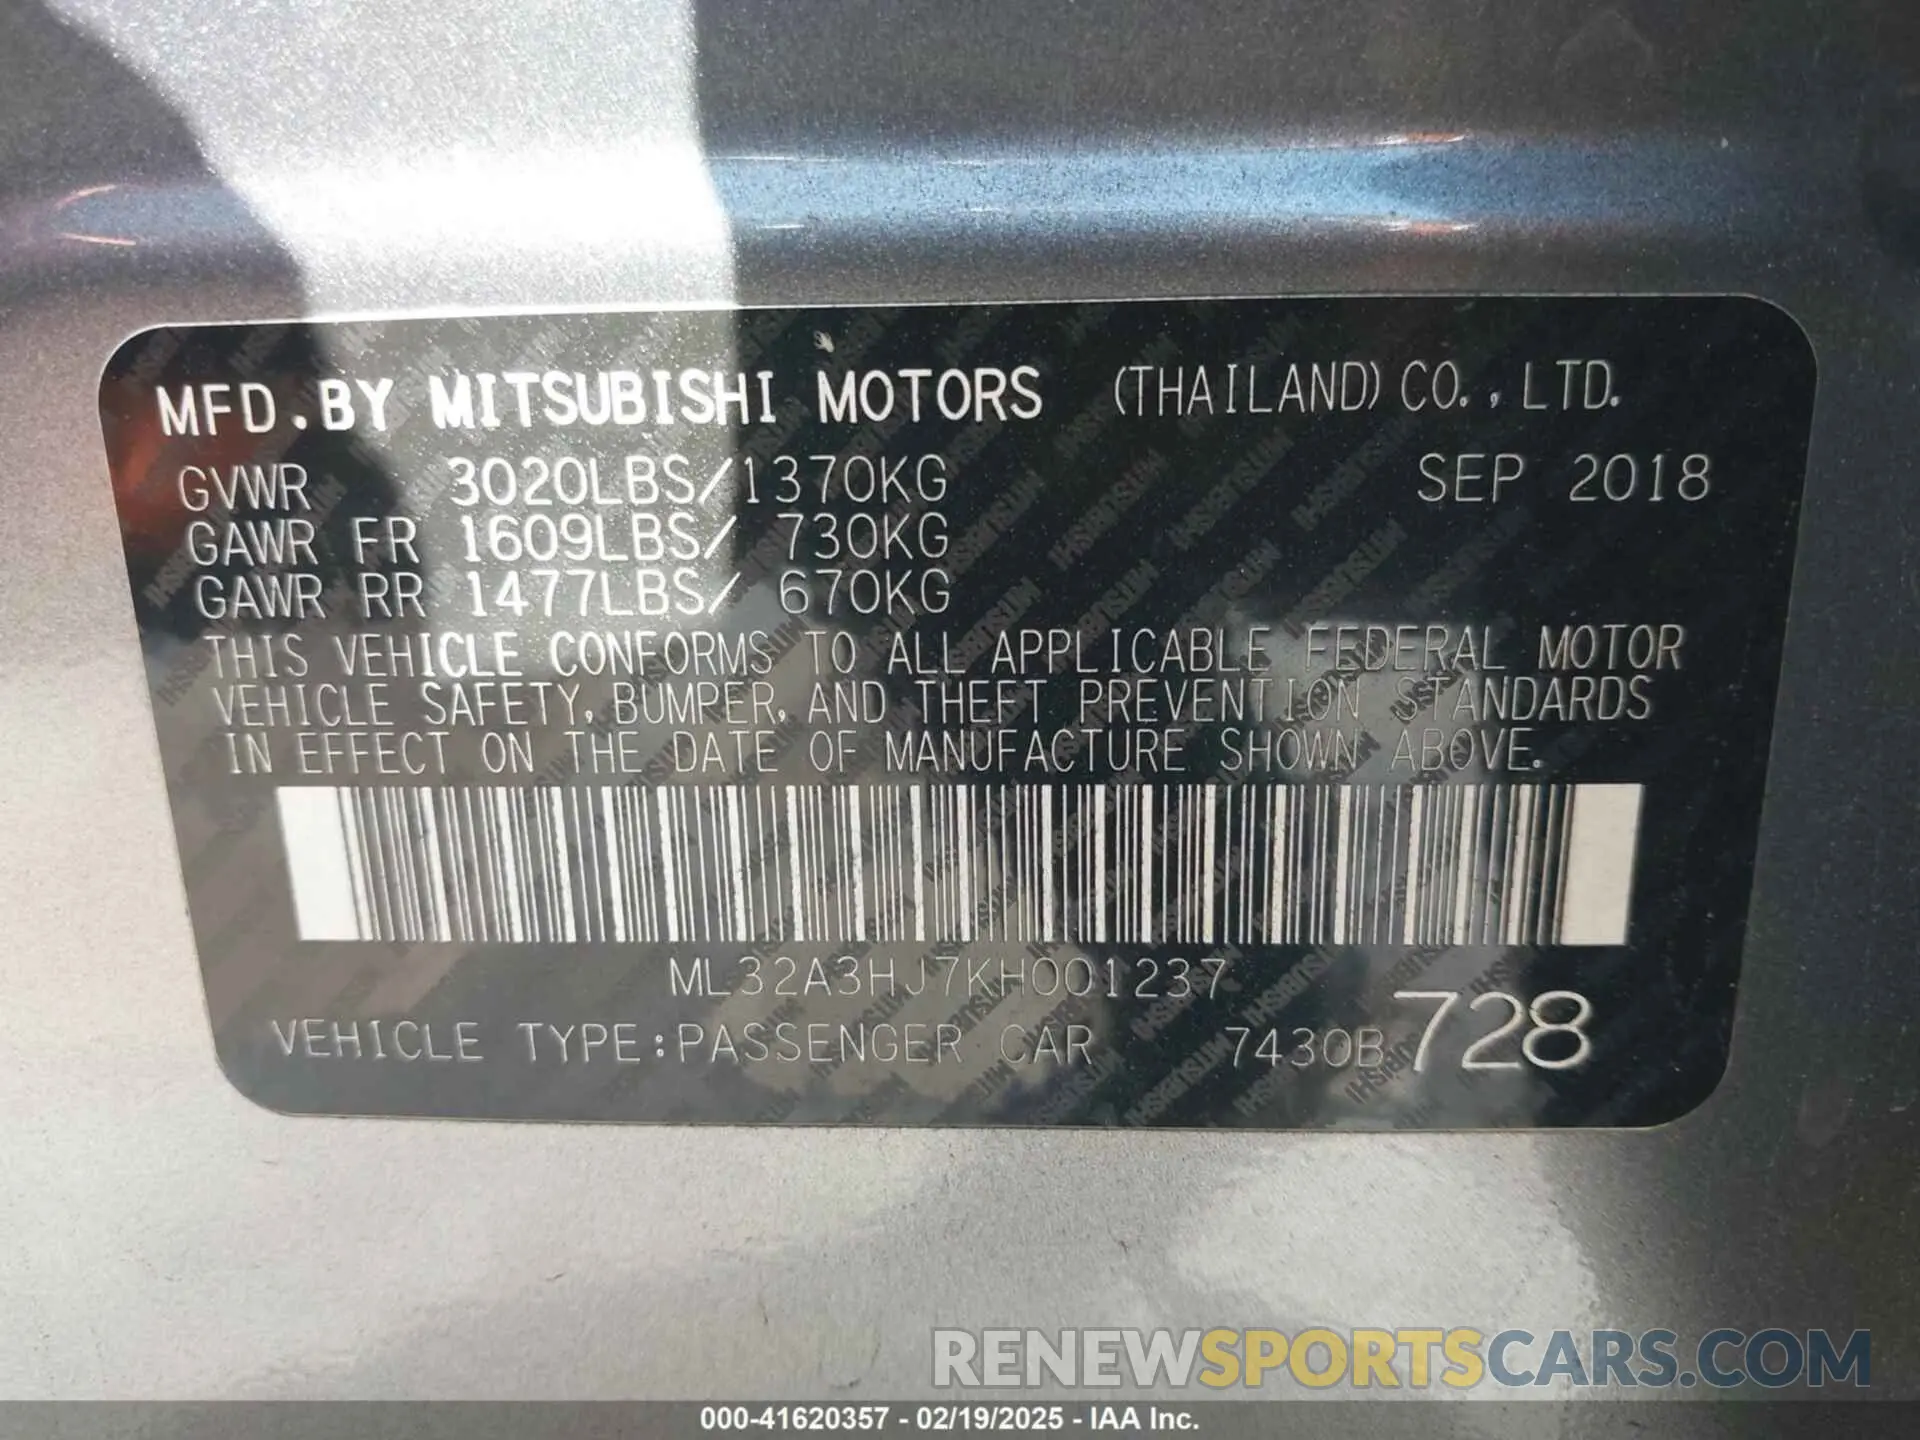 MFD.BY MITSUBISHI MOTORS (THAILAND)CO.,LTD.
GVWR 3020LBS/1370KG SEP 2018
GAWR FR 1609LBS/ 730KG
GAWR RR 1477LBS/ 670KG
THIS VEHICLE CONFORMS TO ALL APPLICABLE FEDERAL MOTOR
VEHICLE SAFETY, BUMPER, AND THEFT PREVENTION STANDARDS
IN EFFECT ON THE DATE OF MANUFACTURE SHOWN ABOVE.
ML32A3HJ7KH001237
VEHICLE TYPE:PASSENGER CAR 7430B 728
RENEWSPORTSCARS.COM
000-41620357 - 02/19/2025 - IAA Inc.